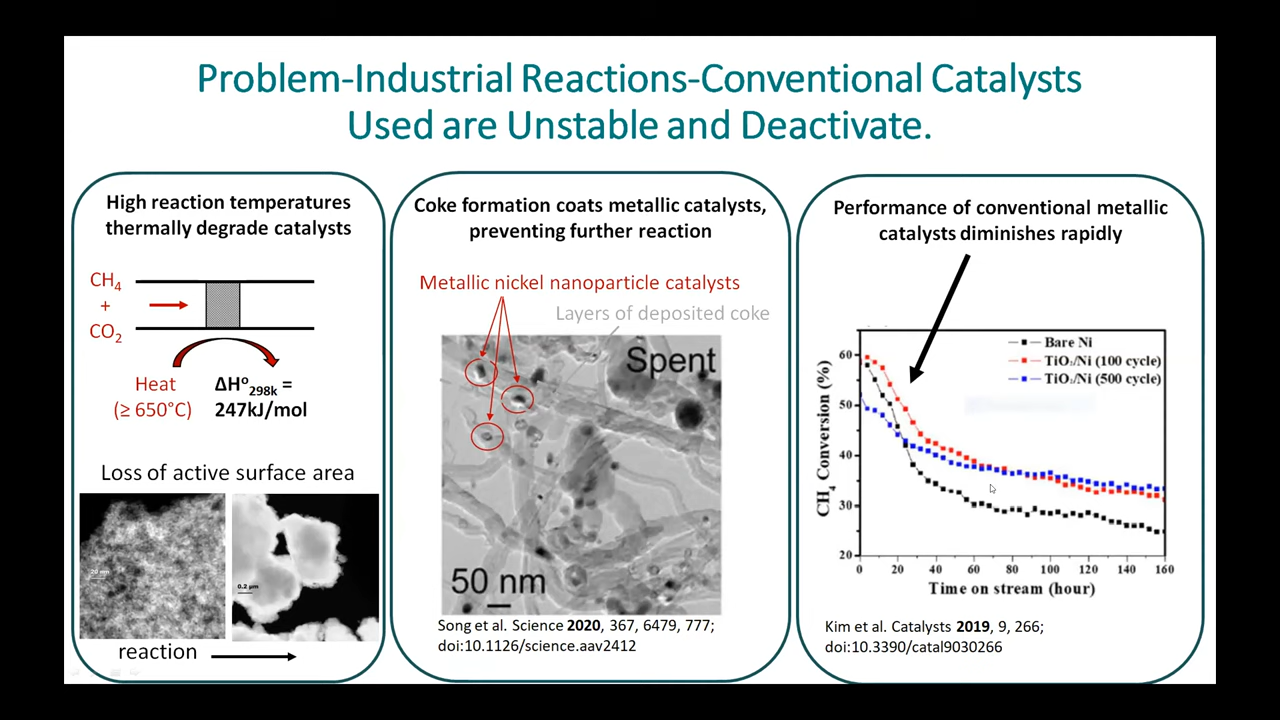 Problem-Industrial Reactions-Conventional Catalysts
Used are Unstable and Deactivate.
High reaction temperatures
thermally degrade catalysts
CH₄
+
CO₂
Heat
(≥ 650°C)
ΔH°₂₉₈ₖ =
247kJ/mol
Loss of active surface area
20 nm
0.2 μm
reaction
Coke formation coats metallic catalysts,
preventing further reaction
Metallic nickel nanoparticle catalysts
Layers of deposited coke
Spent
50 nm
Song et al. Science 2020, 367, 6479, 777;
doi:10.1126/science.aav2412
Performance of conventional metallic
catalysts diminishes rapidly
Bare Ni
TiO₂/Ni (100 cycle)
TiO₂/Ni (500 cycle)
CH₄ Conversion (%)
60
50
40
30
20
0 20 40 60 80 100 120 140 160
Time on stream (hour)
Kim et al. Catalysts 2019, 9, 266;
doi:10.3390/catal9030266